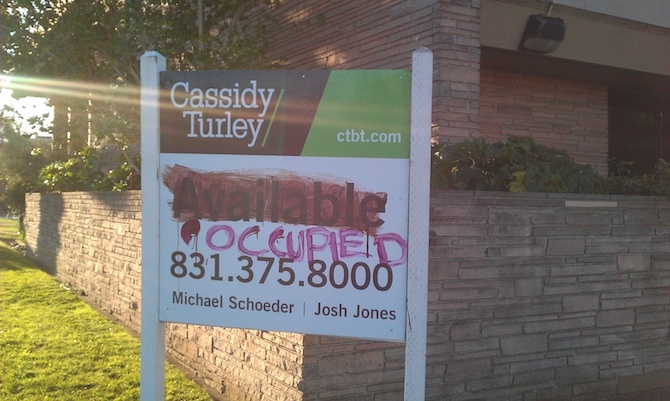 Cassidy
Turley
ctbt.com
Available
OCCUPIED
831.375.8000
Michael Schoeder | Josh Jones